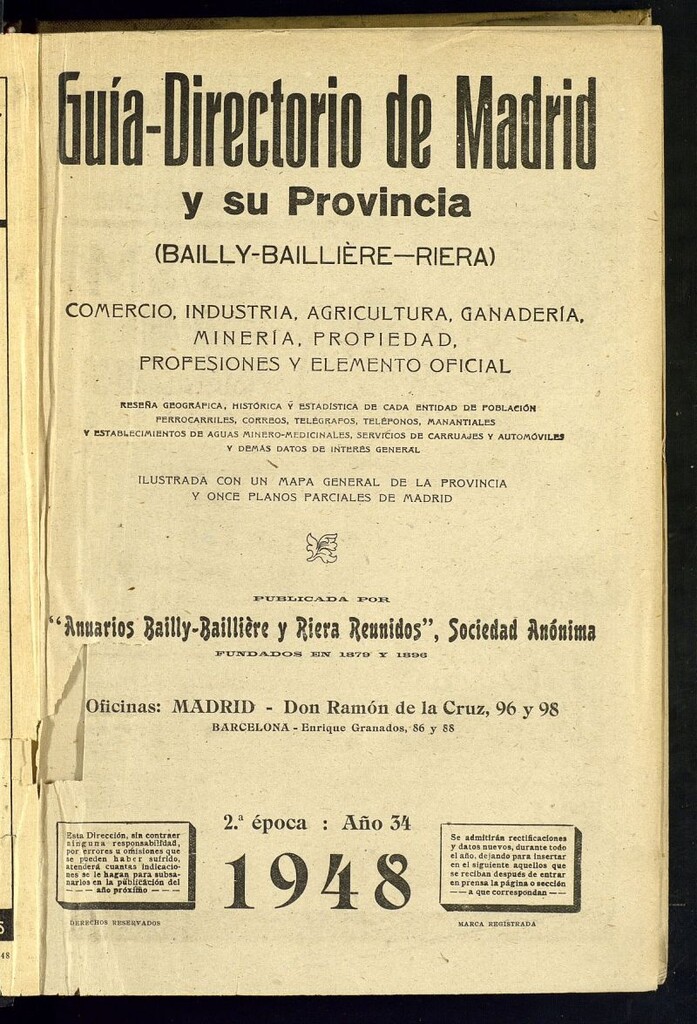 Guía-Directorio de Madrid
y su Provincia
(BAILLY-BAILLIÈRE—RIERA)
COMERCIO, INDUSTRIA, AGRICULTURA, GANADERÍA,
MINERÍA, PROPIEDAD,
PROFESIONES Y ELEMENTO OFICIAL
RESEÑA GEOGRÁFICA, HISTÓRICA Y ESTADÍSTICA DE CADA ENTIDAD DE POBLACIÓN
FERROCARRILES, CORREOS, TELÉGRAFOS, TELÉFONOS, MANANTIALES
Y ESTABLECIMIENTOS DE AGUAS MINERO-MEDICINALES, SERVICIOS DE CARRUAJES Y AUTOMÓVILES
Y DEMÁS DATOS DE INTERÉS GENERAL
ILUSTRADA CON UN MAPA GENERAL DE LA PROVINCIA
Y ONCE PLANOS PARCIALES DE MADRID
PUBLICADA POR
"Anuarios Bailly-Baillière y Riera Reunidos", Sociedad Anónima
FUNDADOS EN 1879 Y 1896
Oficinas: MADRID - Don Ramón de la Cruz, 96 y 98
BARCELONA - Enrique Granados, 86 y 88
2.ª época : Año 34
1948
Esta Dirección, sin contraer
ninguna responsabilidad,
por errores u omisiones que
se pueden haber sufrido,
atenderá cuantas indicacio-
nes se le hagan para subsa-
narlos en la publicación del
— — — año próximo — — —
DERECHOS RESERVADOS
Se admitirán rectificaciones
y datos nuevos, durante todo
el año, dejando para insertar
en el siguiente aquellos que
se reciban después de entrar
en prensa la página o sección
— a que correspondan —
MARCA REGISTRADA
5
48